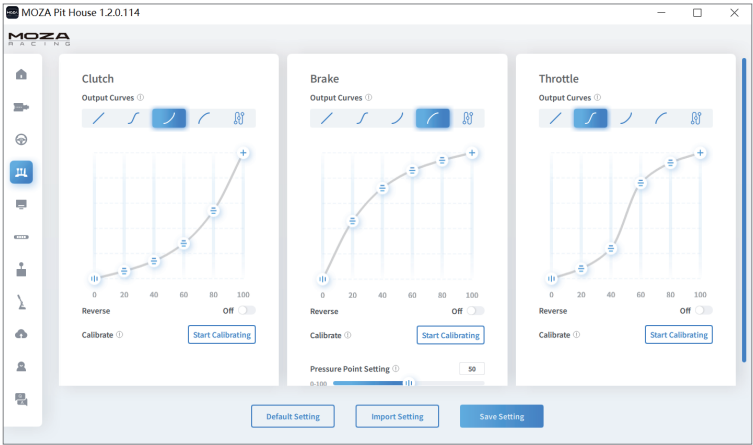 MOZA Pit House 1.2.0.114
MOZA
RACING
Clutch
Output Curves
0 20 40 60 80 100
Reverse Off
Calibrate Start Calibrating
Brake
Output Curves
0 20 40 60 80 100
Reverse Off
Calibrate Start Calibrating
Pressure Point Setting 50
0-100
Throttle
Output Curves
0 20 40 60 80 100
Reverse Off
Calibrate Start Calibrating
Default Setting Import Setting Save Setting